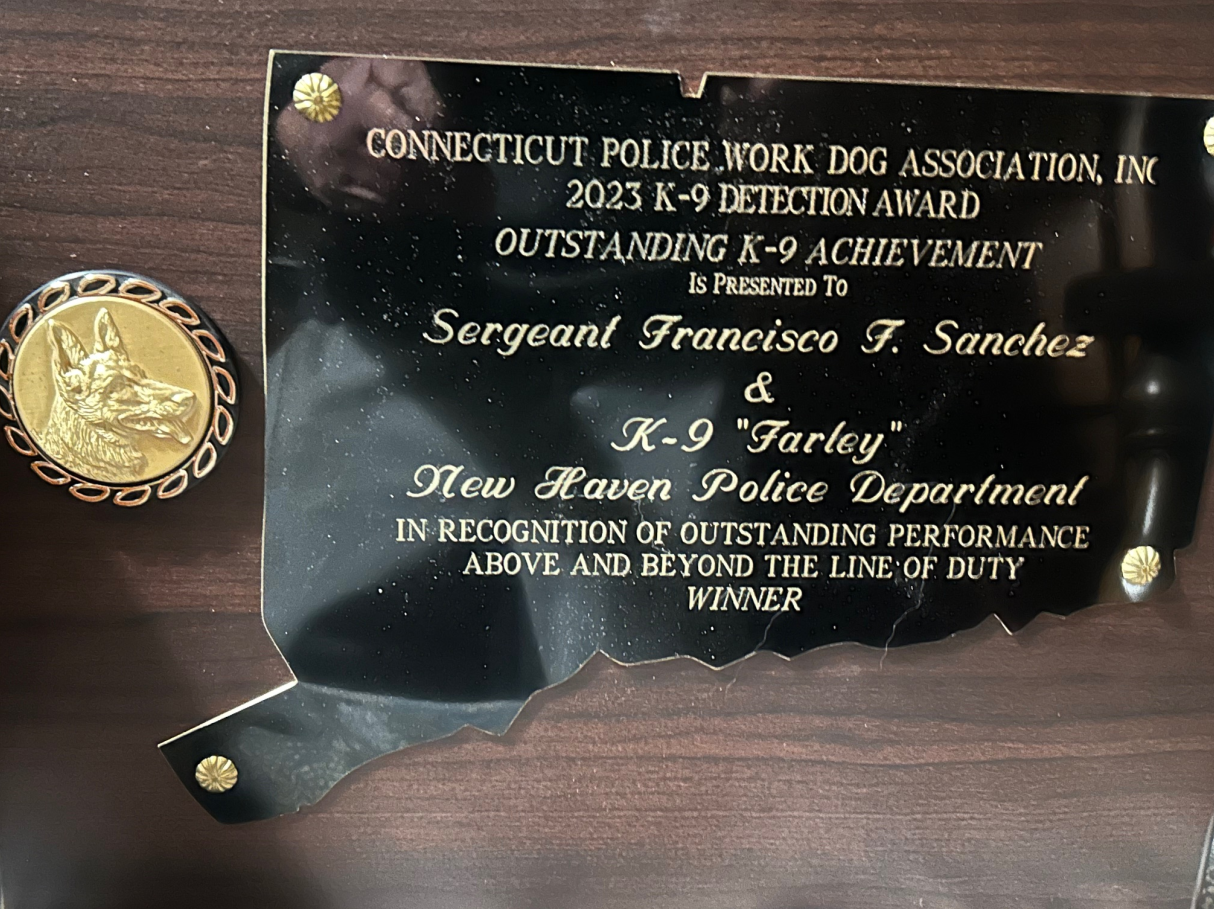 CONNECTICUT POLICE WORK DOG ASSOCIATION, INC
2023 K-9 DETECTION AWARD
OUTSTANDING K-9 ACHIEVEMENT
IS PRESENTED TO
Sergeant Francisco F. Sanchez
&
K-9 "Farley"
New Haven Police Department
IN RECOGNITION OF OUTSTANDING PERFORMANCE
ABOVE AND BEYOND THE LINE OF DUTY
WINNER